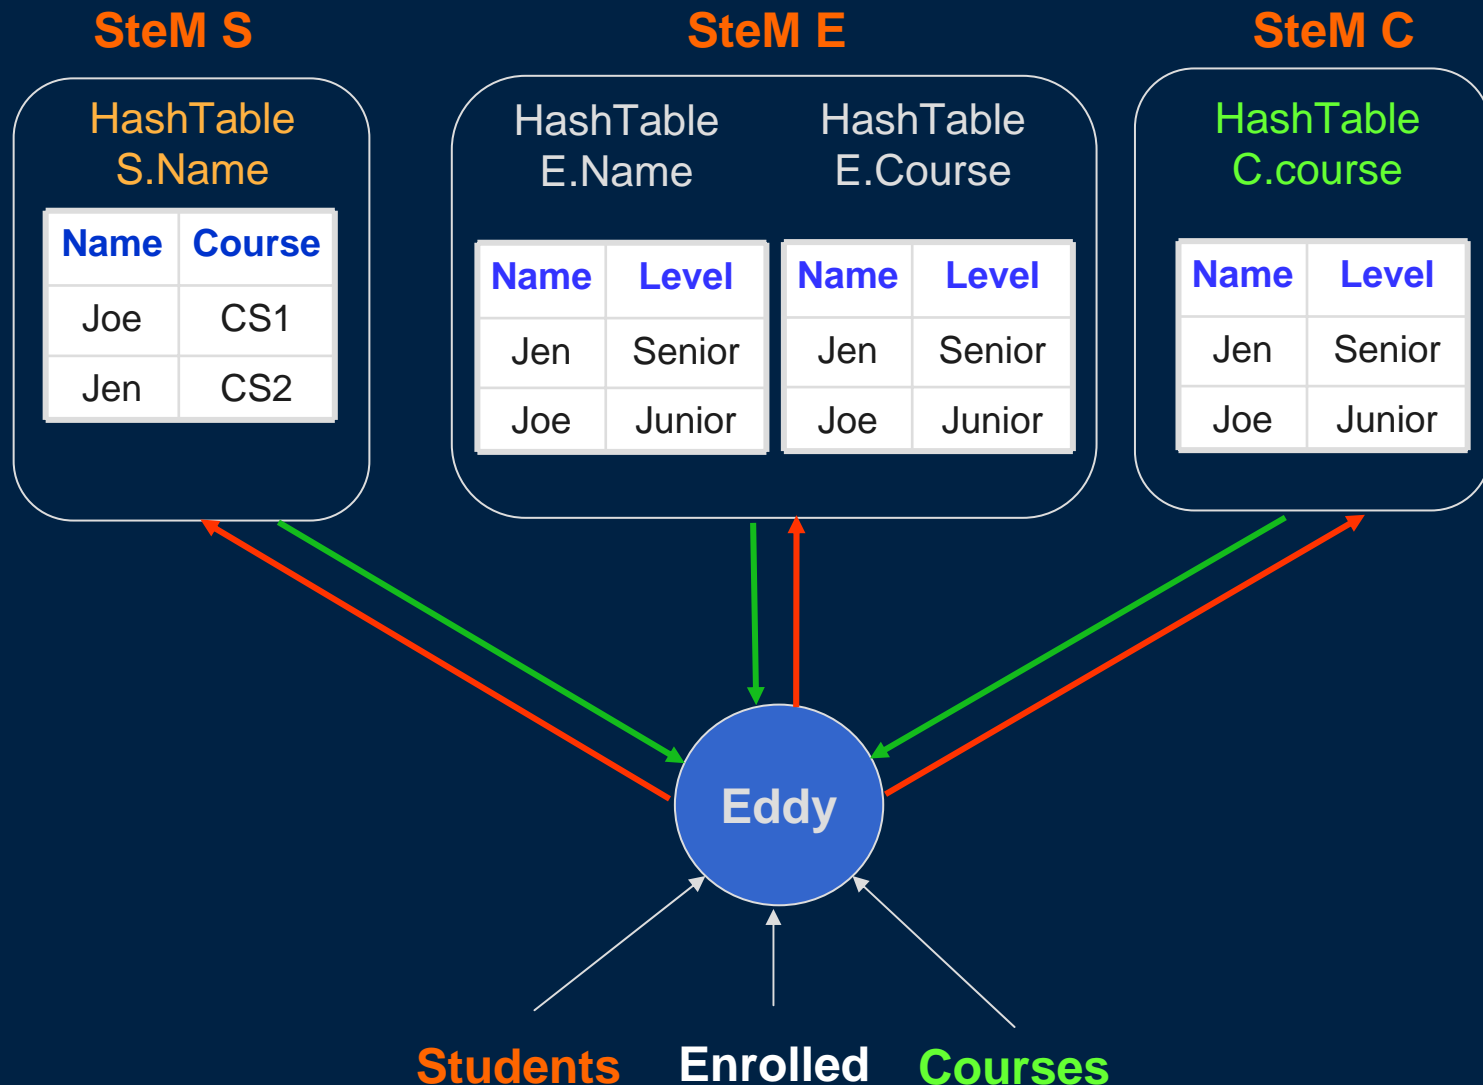 SteM S
SteM E
SteM C
HashTable
S.Name
HashTable
E.Name
HashTable
E.Course
HashTable
C.course
Name Course
Joe CS1
Jen CS2
Name Level
Jen Senior
Joe Junior
Name Level
Jen Senior
Joe Junior
Name Level
Jen Senior
Joe Junior
Eddy
Students
Enrolled
Courses